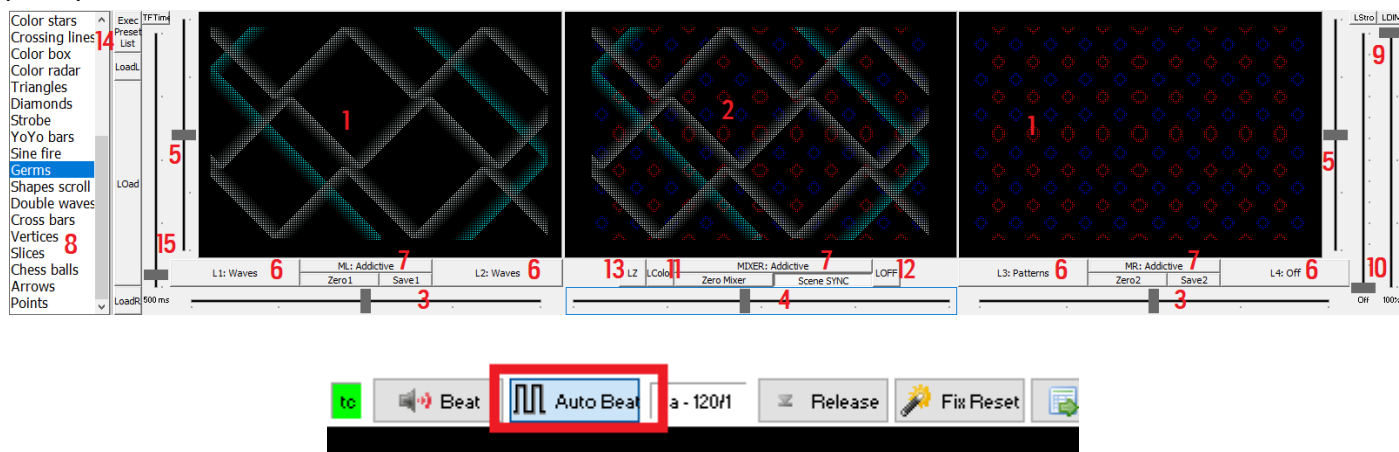 Color stars
Crossing lines
Color box
Color radar
Triangles
Diamonds
Strobe
YoYo bars
Sine fire
Germs
Shapes scroll
Double waves
Cross bars
Vertices
Slices
Chess balls
Arrows
Points
8
14
Exec
Preset
List
LoadL
LOad
LoadR
TFTime
15
500 ms
5
1
L1: Waves 6
ML: Addictive 7
Zero1 Save1
L2: Waves 6
3
2
13 LZ
LColo 11
MIXER: Addictive 7
Zero Mixer Scene SYNC
LOFF 12
4
1
L3: Patterns 6
MR: Addictive 7
Zero2 Save2
L4: Off 6
3
5
LStro LDIM
9
10
Off 100%
tc Beat Auto Beat a - 120/1 Release Fix Reset